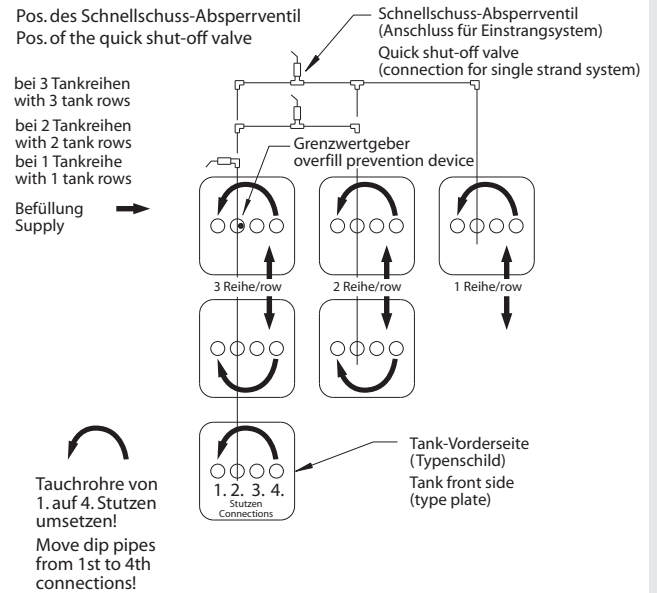 Pos. des Schnellschuss-Absperrventil
Pos. of the quick shut-off valve
Schnellschuss-Absperrventil
(Anschluss für Einstrangsystem)
Quick shut-off valve
(connection for single strand system)
bei 3 Tankreihen
with 3 tank rows
bei 2 Tankreihen
with 2 tank rows
bei 1 Tankreihe
with 1 tank rows
Grenzwertgeber
overfill prevention device
Befüllung
Supply
3 Reihe/row
2 Reihe/row
1 Reihe/row
Tank-Vorderseite
(Typenschild)
Tank front side
(type plate)
1. 2. 3. 4.
Stutzen
Connections
Tauchrohre von
1. auf 4. Stutzen
umsetzen!
Move dip pipes
from 1st to 4th
connections!